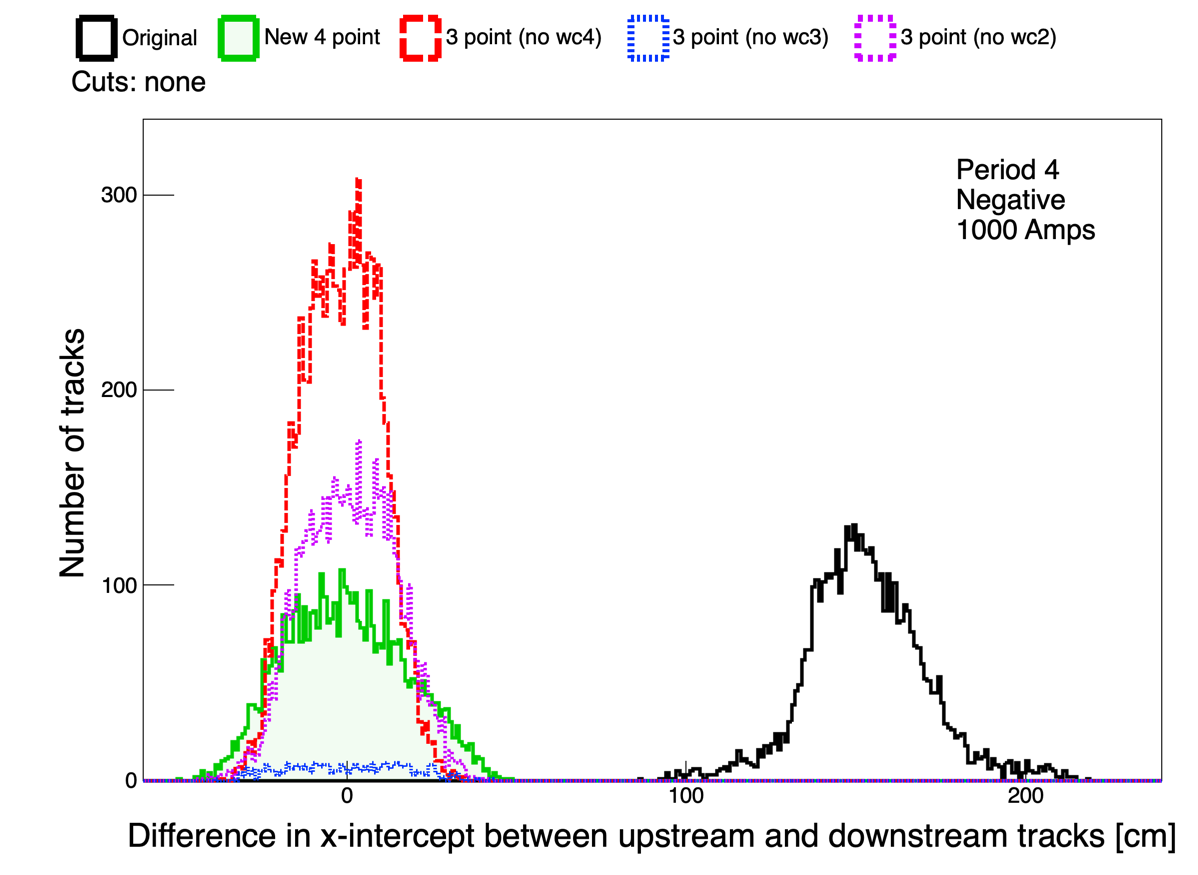 Original New 4 point 3 point (no wc4) 3 point (no wc3) 3 point (no wc2)
Cuts: none
Period 4
Negative
1000 Amps
Number of tracks
300
200
100
0
0 100 200
Difference in x-intercept between upstream and downstream tracks [cm]